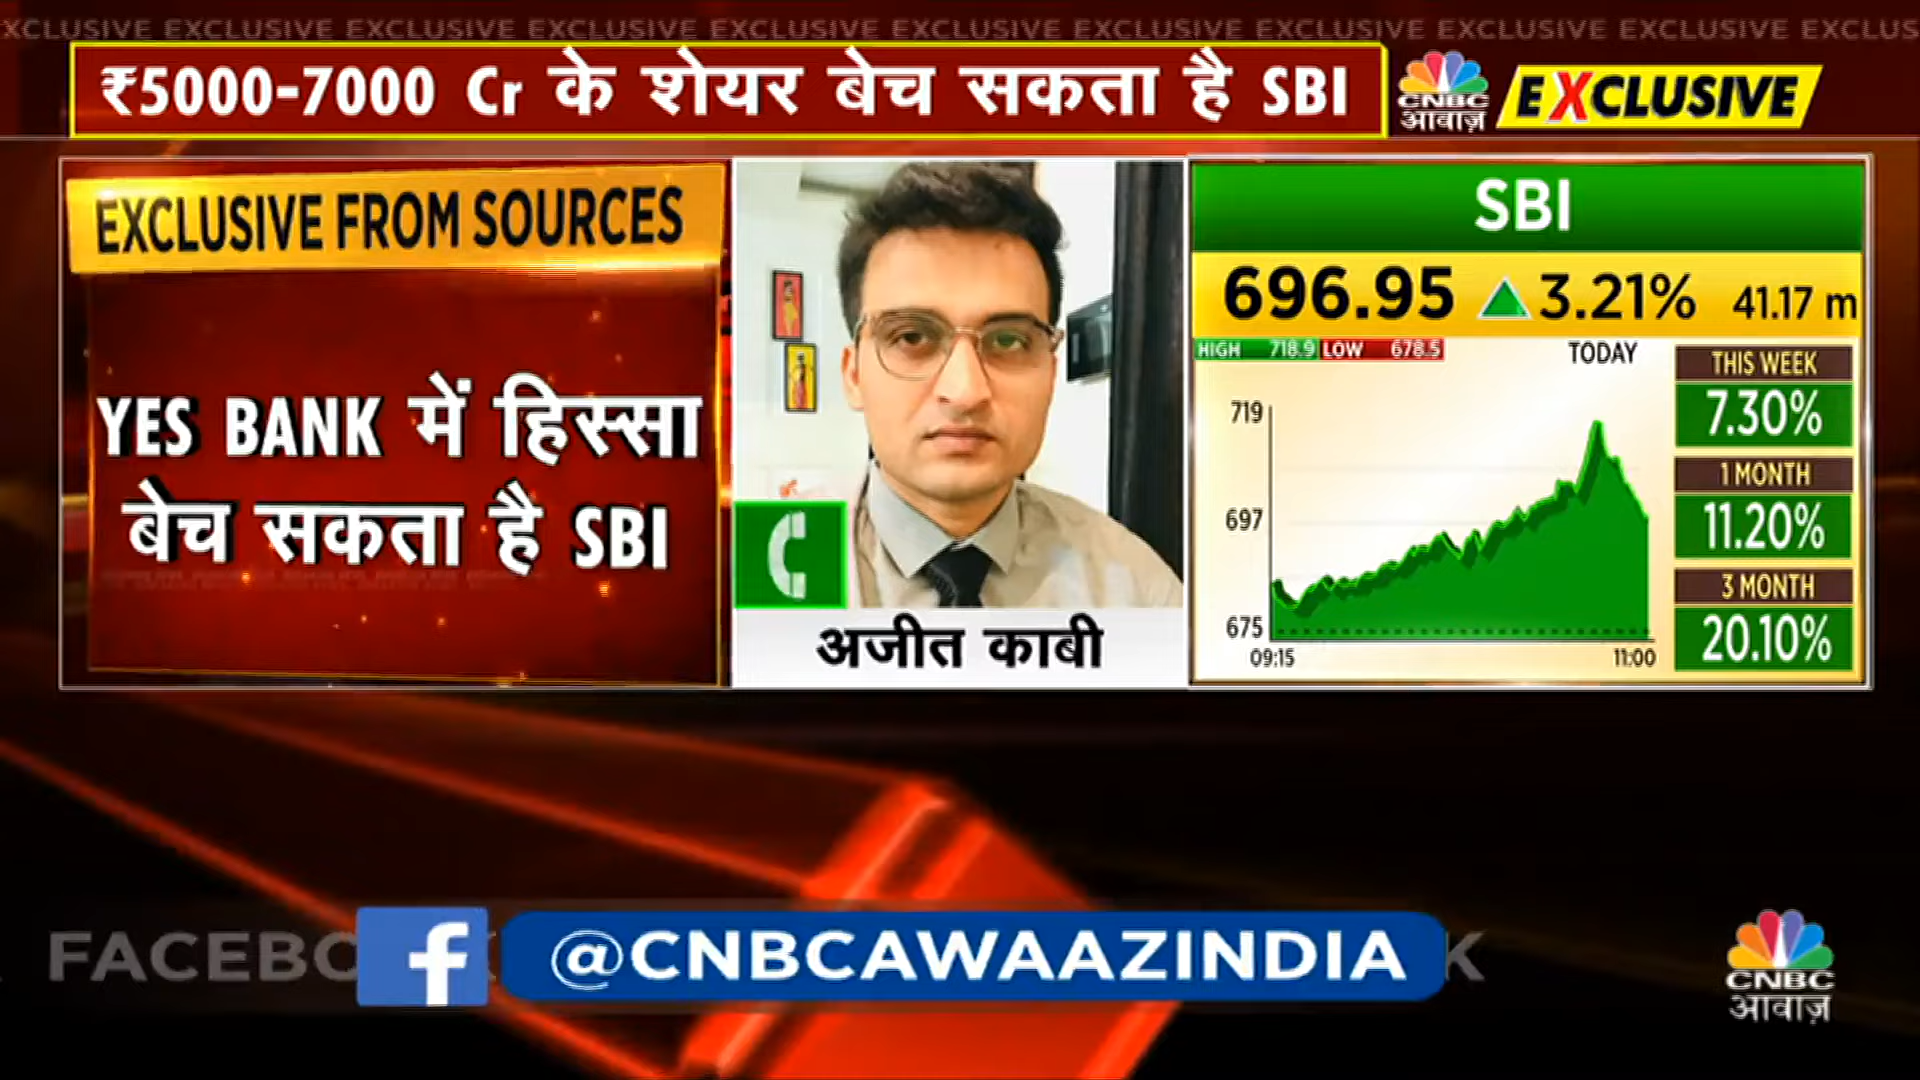 XCLUSIVE EXCLUSIVE EXCLUSIVE EXCLUSIVE EXCLUSIVE EXCLUSIVE EXCLUSIVE EXCLUSIVE EXCLUSIVE EXCLUSIVE EXCLUS
₹5000-7000 Cr के शेयर बेच सकता है SBI
CNBC
आवाज़
EXCLUSIVE
EXCLUSIVE FROM SOURCES
YES BANK में हिस्सा
बेच सकता है SBI
अजीत काबी
SBI
696.95 ▲3.21% 41.17 m
HIGH 718.9 LOW 678.5
TODAY
719
697
675
09:15 11:00
THIS WEEK
7.30%
1 MONTH
11.20%
3 MONTH
20.10%
FACEBO K
f @CNBCAWAAZINDIA
CNBC
आवाज़